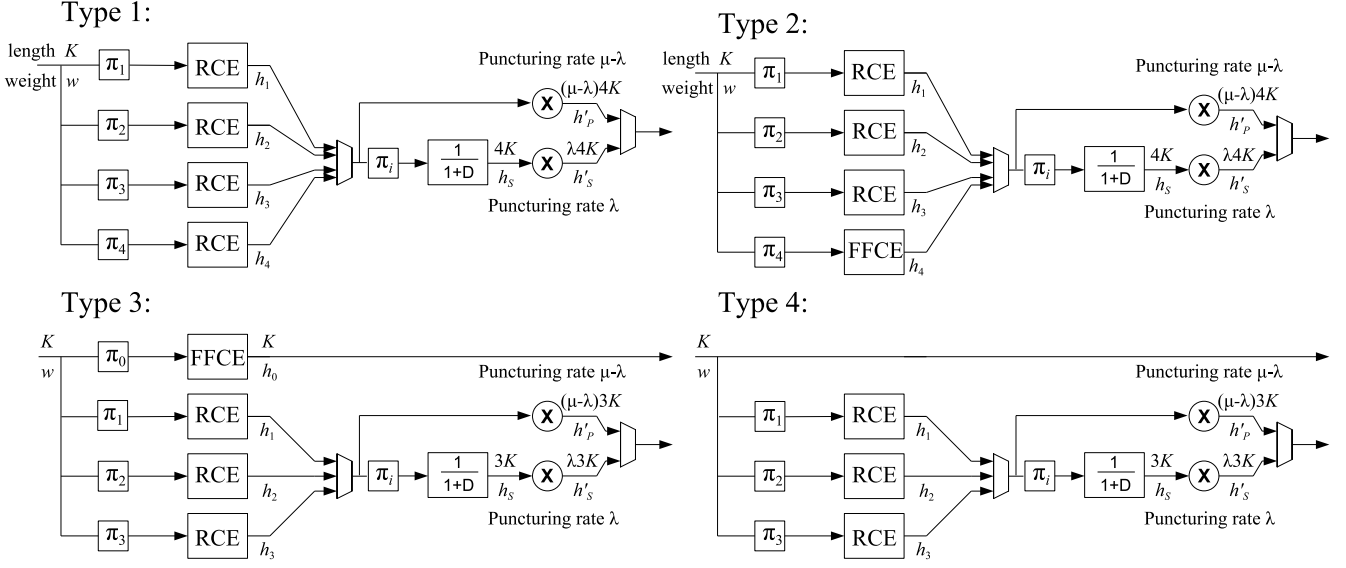 Type 1:
length K
weight w
π1 RCE h1
π2 RCE h2
π3 RCE h3
π4 RCE h4
πi
1
1+D
4K
hS
Puncturing rate μ-λ
X (μ-λ)4K
h'P
X λ4K
h'S
Puncturing rate λ
Type 2:
length K
weight w
π1 RCE h1
π2 RCE h2
π3 RCE h3
π4 FFCE h4
πi
1
1+D
4K
hS
Puncturing rate μ-λ
X (μ-λ)4K
h'P
X λ4K
h'S
Puncturing rate λ
Type 3:
K
w
π0 FFCE K
h0
π1 RCE h1
π2 RCE h2
π3 RCE h3
πi
1
1+D
3K
hS
Puncturing rate μ-λ
X (μ-λ)3K
h'P
X λ3K
h'S
Puncturing rate λ
Type 4:
K
w
π1 RCE h1
π2 RCE h2
π3 RCE h3
πi
1
1+D
3K
hS
Puncturing rate μ-λ
X (μ-λ)3K
h'P
X λ3K
h'S
Puncturing rate λ